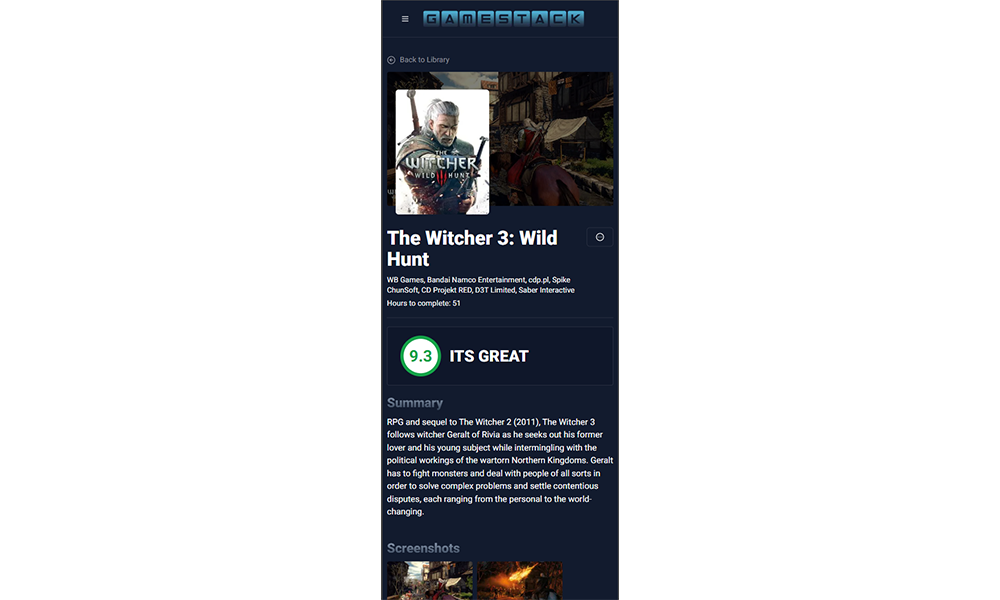 GAMESTACK
Back to Library
THE
WITCHER
WILD HUNT
The Witcher 3: Wild
Hunt
WB Games, Bandai Namco Entertainment, cdp.pl, Spike
ChunSoft, CD Projekt RED, D3T Limited, Saber Interactive
Hours to complete: 51
9.3
ITS GREAT
Summary
RPG and sequel to The Witcher 2 (2011), The Witcher 3
follows witcher Geralt of Rivia as he seeks out his former
lover and his young subject while intermingling with the
political workings of the wartorn Northern Kingdoms. Geralt
has to fight monsters and deal with people of all sorts in
order to solve complex problems and settle contentious
disputes, each ranging from the personal to the world-
changing.
Screenshots